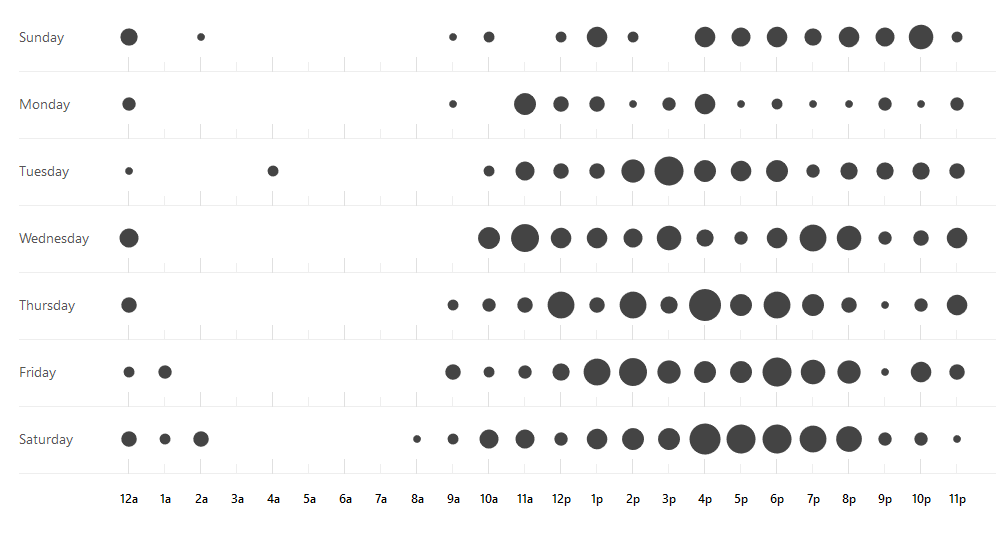 Sunday
Monday
Tuesday
Wednesday
Thursday
Friday
Saturday
12a 1a 2a 3a 4a 5a 6a 7a 8a 9a 10a 11a 12p 1p 2p 3p 4p 5p 6p 7p 8p 9p 10p 11p